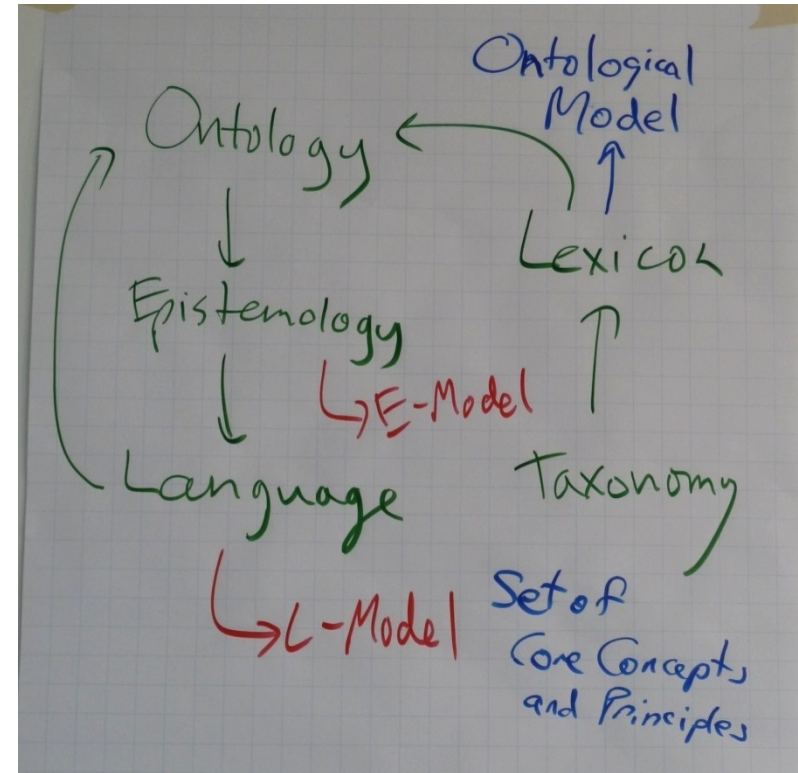 Ontological
Model
Ontology
Lexicon
Epistemology
E-Model
Language
Taxonomy
L-Model
Set of
Core Concepts
and Principles